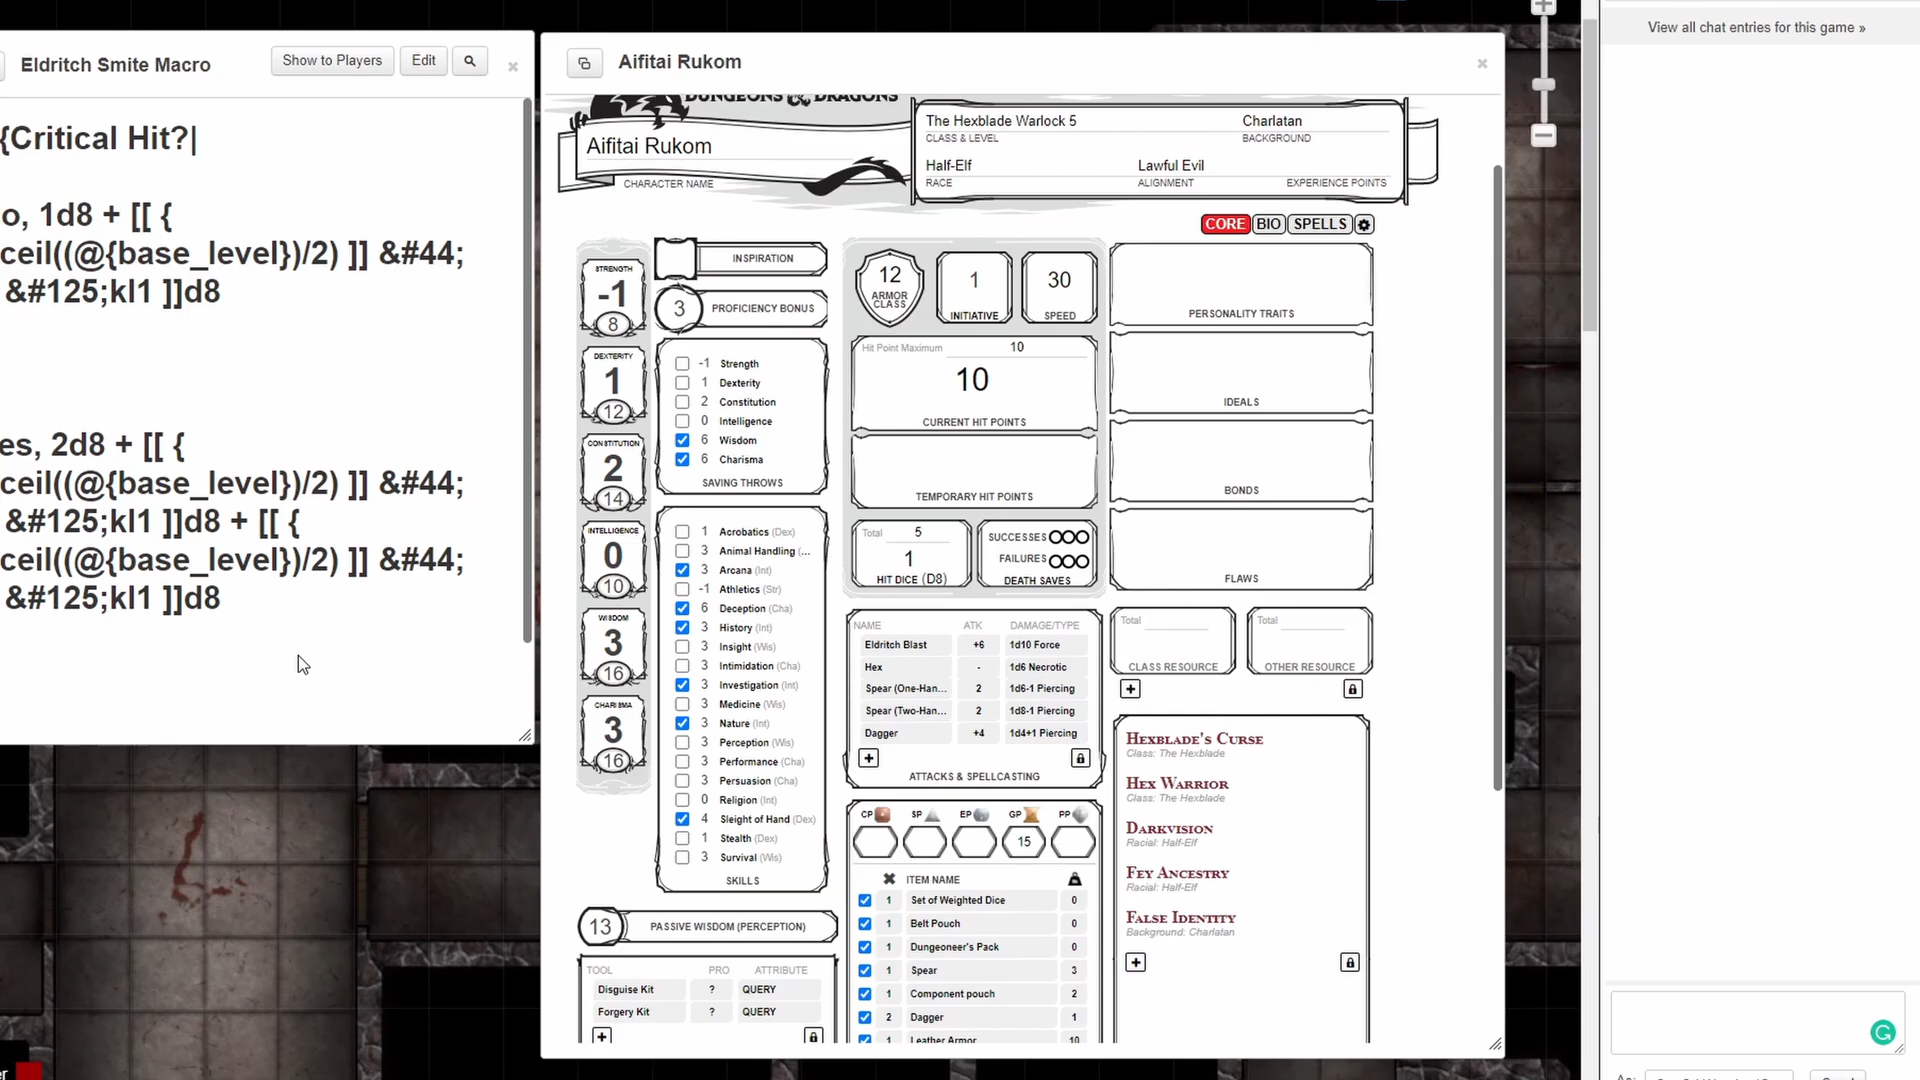 Eldritch Smite Macro
Show to Players
Edit
{Critical Hit?|
o, 1d8 + [[ {
ceil((@{base_level})/2) ]] &#44;
&#125;kl1 ]]d8
es, 2d8 + [[ {
ceil((@{base_level})/2) ]] &#44;
&#125;kl1 ]]d8 + [[ {
ceil((@{base_level})/2) ]] &#44;
&#125;kl1 ]]d8
er
Aifitai Rukom
DUNGEONS & DRAGONS
Aifitai Rukom
CHARACTER NAME
The Hexblade Warlock 5
Charlatan
CLASS & LEVEL
BACKGROUND
Half-Elf
Lawful Evil
RACE
ALIGNMENT
EXPERIENCE POINTS
CORE
BIO
SPELLS
STRENGTH
-1
8
DEXTERITY
1
12
CONSTITUTION
2
14
INTELLIGENCE
0
10
WISDOM
3
16
CHARISMA
3
16
INSPIRATION
3
PROFICIENCY BONUS
-1 Strength
1 Dexterity
2 Constitution
0 Intelligence
6 Wisdom
6 Charisma
SAVING THROWS
1 Acrobatics (Dex)
3 Animal Handling (...
3 Arcana (Int)
-1 Athletics (Str)
6 Deception (Cha)
3 History (Int)
3 Insight (Wis)
3 Intimidation (Cha)
3 Investigation (Int)
3 Medicine (Wis)
3 Nature (Int)
3 Perception (Wis)
3 Performance (Cha)
3 Persuasion (Cha)
0 Religion (Int)
4 Sleight of Hand (Dex)
1 Stealth (Dex)
3 Survival (Wis)
SKILLS
13
PASSIVE WISDOM (PERCEPTION)
TOOL PRO ATTRIBUTE
Disguise Kit ? QUERY
Forgery Kit ? QUERY
12
ARMOR
CLASS
1
INITIATIVE
30
SPEED
Hit Point Maximum 10
10
CURRENT HIT POINTS
TEMPORARY HIT POINTS
Total 5
1
HIT DICE (D8)
SUCCESSES
FAILURES
DEATH SAVES
NAME ATK DAMAGE/TYPE
Eldritch Blast +6 1d10 Force
Hex - 1d6 Necrotic
Spear (One-Han... 2 1d6-1 Piercing
Spear (Two-Han... 2 1d8-1 Piercing
Dagger +4 1d4+1 Piercing
ATTACKS & SPELLCASTING
CP SP EP GP PP
15
ITEM NAME
1 Set of Weighted Dice 0
1 Belt Pouch 0
1 Dungeoneer's Pack 0
1 Spear 3
1 Component pouch 2
2 Dagger 1
1 Leather Armor 10
PERSONALITY TRAITS
IDEALS
BONDS
FLAWS
Total
CLASS RESOURCE
Total
OTHER RESOURCE
HEXBLADE'S CURSE
Class: The Hexblade
HEX WARRIOR
Class: The Hexblade
DARKVISION
Racial: Half-Elf
FEY ANCESTRY
Racial: Half-Elf
FALSE IDENTITY
Background: Charlatan
View all chat entries for this game »